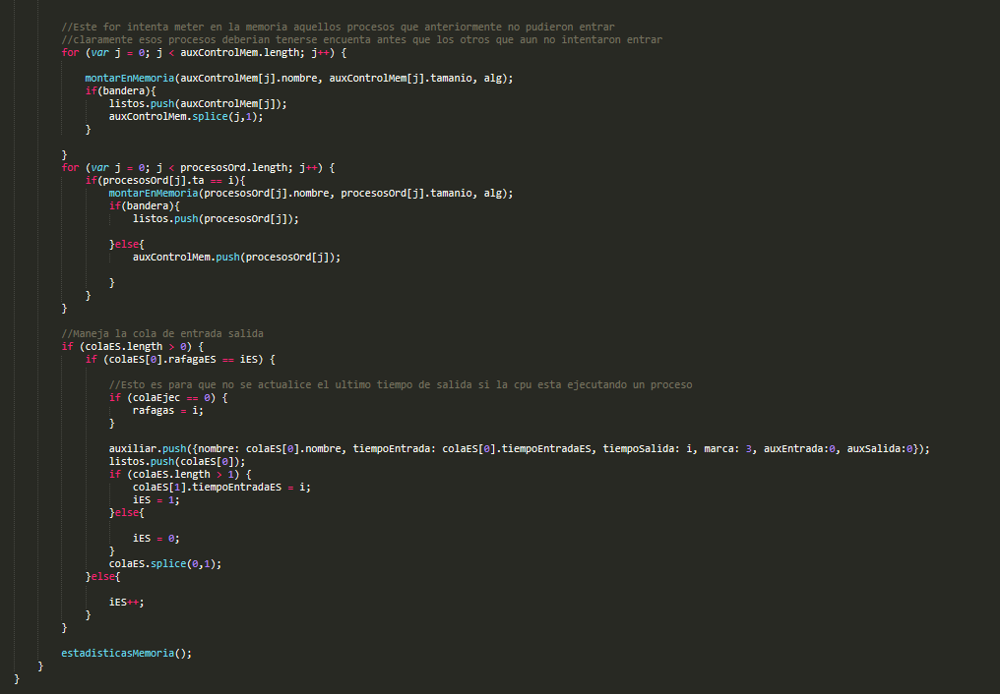 //Este for intenta meter en la memoria aquellos procesos que anteriormente no pudieron entrar
//claramente esos procesos deberian tenerse encuenta antes que los otros que aun no intentaron entrar
for (var j = 0; j < auxControlMem.length; j++) {
montarEnMemoria(auxControlMem[j].nombre, auxControlMem[j].tamanio, alg);
if(bandera){
listos.push(auxControlMem[j]);
auxControlMem.splice(j,1);
}
}
for (var j = 0; j < procesosOrd.length; j++) {
if(procesosOrd[j].ta == i){
montarEnMemoria(procesosOrd[j].nombre, procesosOrd[j].tamanio, alg);
if(bandera){
listos.push(procesosOrd[j]);
}else{
auxControlMem.push(procesosOrd[j]);
}
}
}
//Maneja la cola de entrada salida
if (colaES.length > 0) {
if (colaES[0].rafagaES == iES) {
//Esto es para que no se actualice el ultimo tiempo de salida si la cpu esta ejecutando un proceso
if (colaEjec == 0) {
rafagas = i;
}
auxiliar.push({nombre: colaES[0].nombre, tiempoEntrada: colaES[0].tiempoEntradaES, tiempoSalida: i, marca: 3, auxEntrada:0, auxSalida:0});
listos.push(colaES[0]);
if (colaES.length > 1) {
colaES[1].tiempoEntradaES = i;
iES = 1;
}else{
iES = 0;
}
colaES.splice(0,1);
}else{
iES++;
}
}
estadisticasMemoria();
}
}